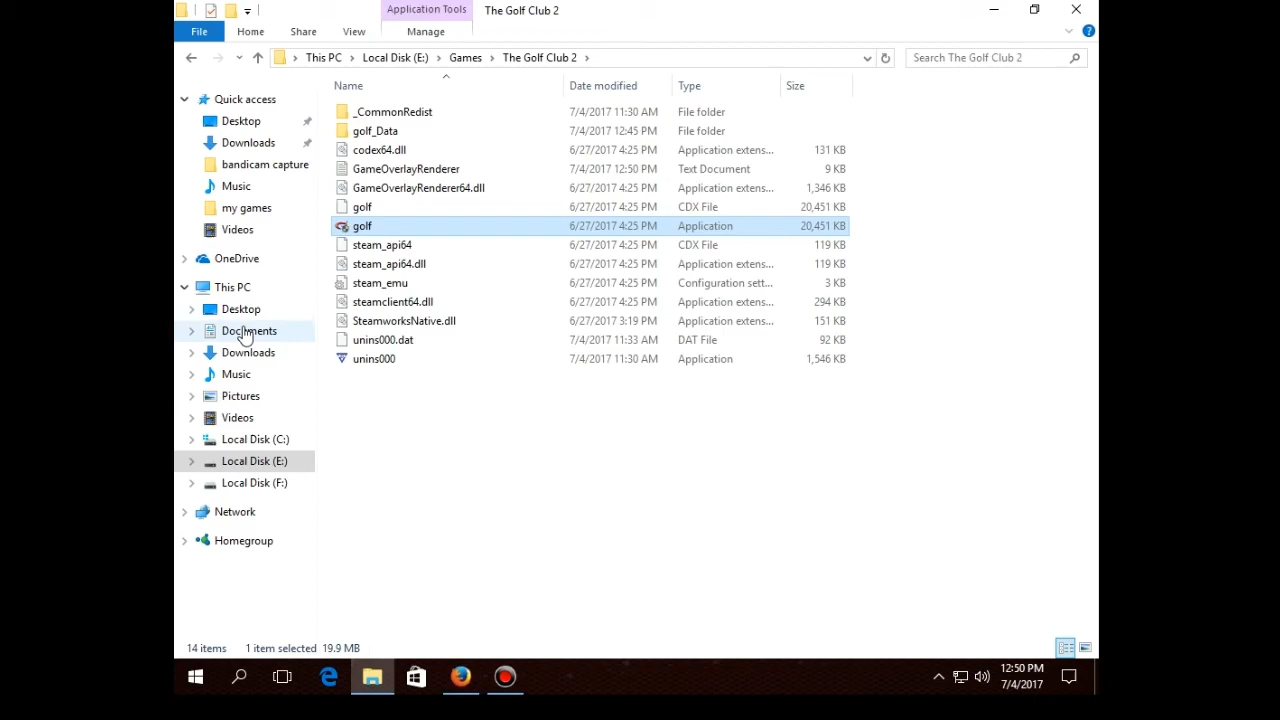 Application Tools The Golf Club 2
File Home Share View Manage
This PC Local Disk (E:) Games The Golf Club 2 Search The Golf Club 2
Name Date modified Type Size
Quick access
Desktop
Downloads
bandicam capture
Music
my games
Videos
OneDrive
This PC
Desktop
Documents
Downloads
Music
Pictures
Videos
Local Disk (C:)
Local Disk (E:)
Local Disk (F:)
Network
Homegroup
_CommonRedist 7/4/2017 11:30 AM File folder
golf_Data 7/4/2017 12:45 PM File folder
codex64.dll 6/27/2017 4:25 PM Application extens... 131 KB
GameOverlayRenderer 7/4/2017 12:50 PM Text Document 9 KB
GameOverlayRenderer64.dll 6/27/2017 4:25 PM Application extens... 1,346 KB
golf 6/27/2017 4:25 PM CDX File 20,451 KB
golf 6/27/2017 4:25 PM Application 20,451 KB
steam_api64 6/27/2017 4:25 PM CDX File 119 KB
steam_api64.dll 6/27/2017 4:25 PM Application extens... 119 KB
steam_emu 6/27/2017 4:25 PM Configuration sett... 3 KB
steamclient64.dll 6/27/2017 4:25 PM Application extens... 294 KB
SteamworksNative.dll 6/27/2017 3:19 PM Application extens... 151 KB
unins000.dat 7/4/2017 11:33 AM DAT File 92 KB
unins000 7/4/2017 11:30 AM Application 1,546 KB
14 items 1 item selected 19.9 MB
12:50 PM
7/4/2017